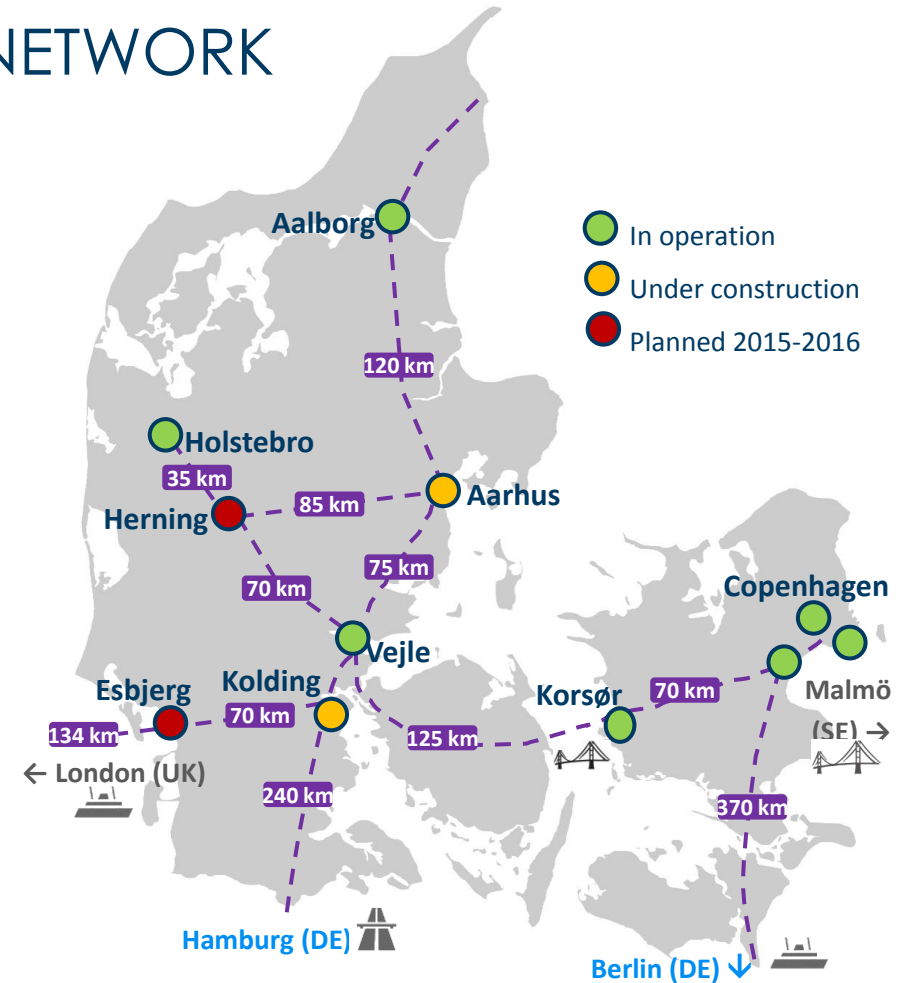 NETWORK
Aalborg
In operation
Under construction
Planned 2015-2016
120 km
Holstebro
35 km
Herning
85 km
Aarhus
70 km
75 km
Vejle
Copenhagen
Esbjerg
Kolding
Korsør
70 km
Malmö
(SE) →
134 km
70 km
125 km
← London (UK)
240 km
370 km
Hamburg (DE)
Berlin (DE) ↓